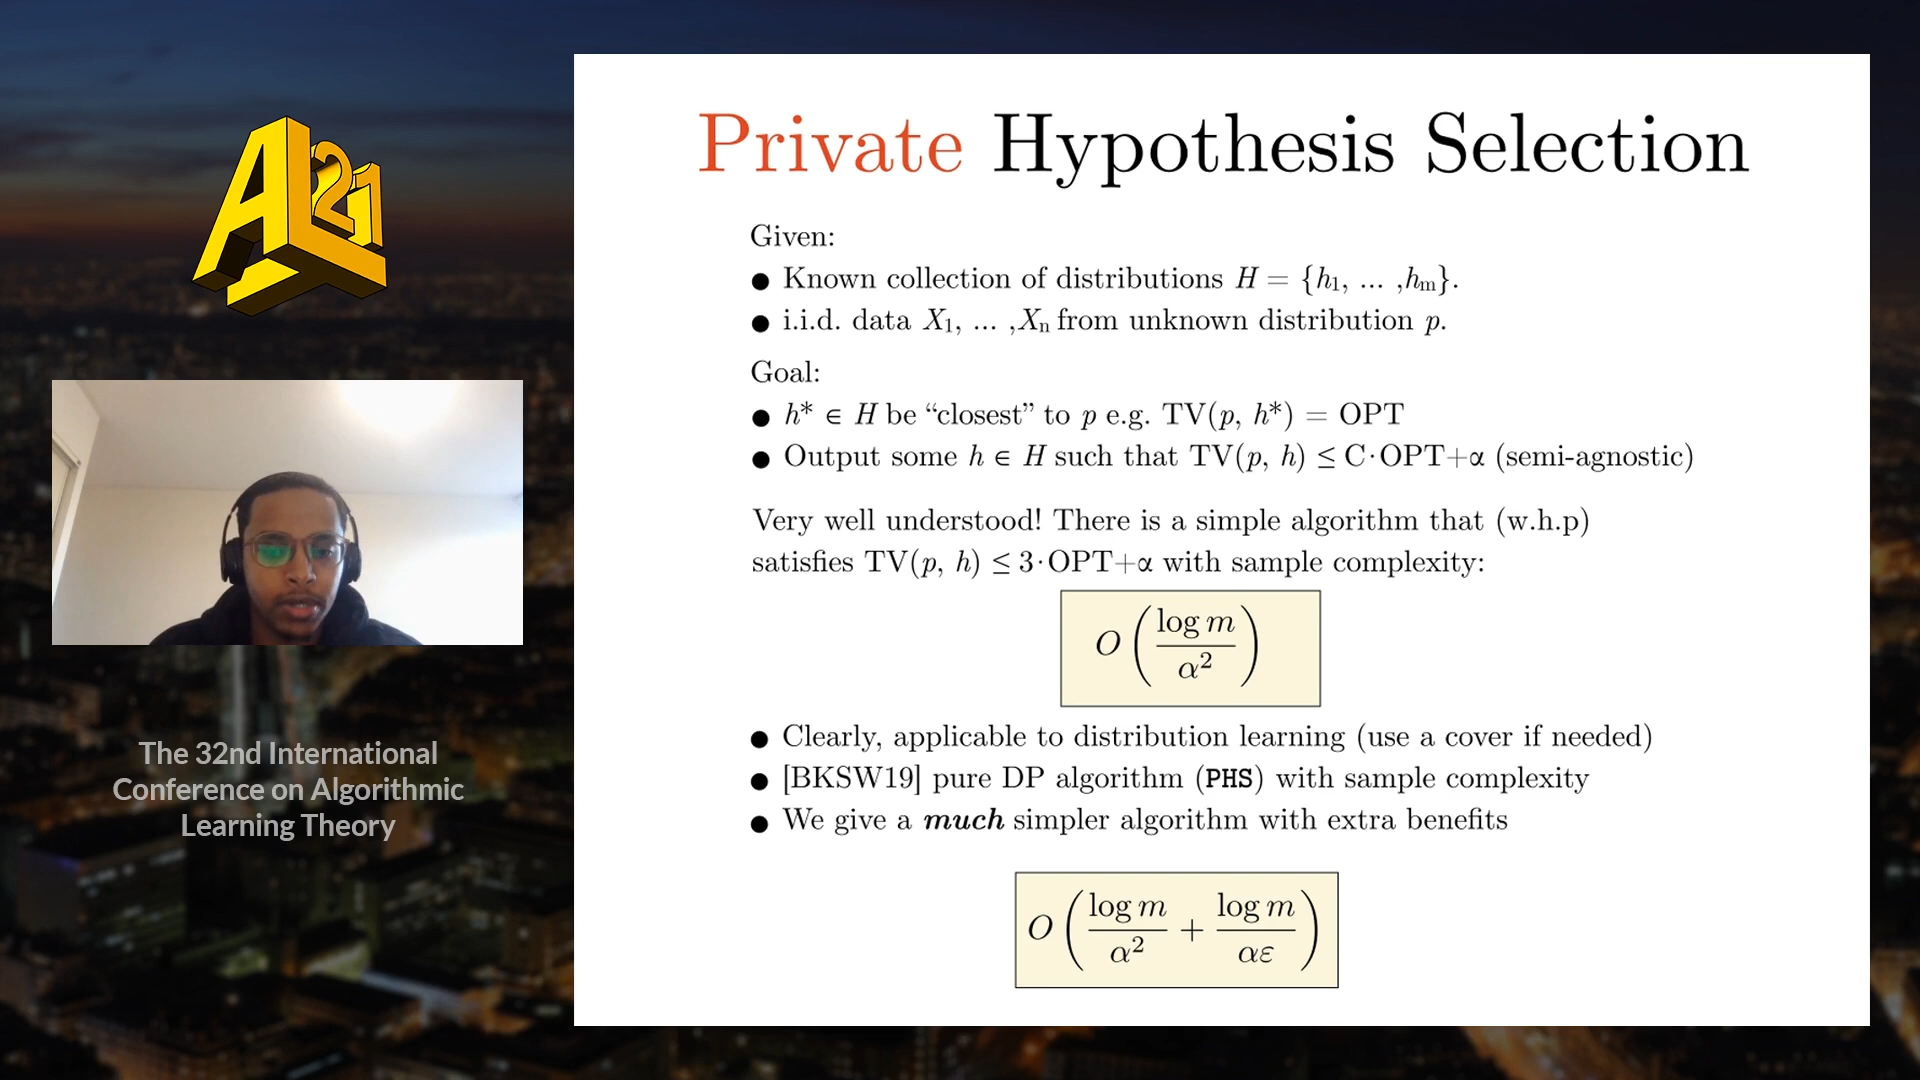 AL21
The 32nd International
Conference on Algorithmic
Learning Theory
Private Hypothesis Selection
Given:
● Known collection of distributions H = {h₁, ... ,hₘ}.
● i.i.d. data X₁, ... ,Xₙ from unknown distribution p.
Goal:
● h* ∈ H be “closest” to p e.g. TV(p, h*) = OPT
● Output some h ∈ H such that TV(p, h) ≤ C·OPT+α (semi-agnostic)
Very well understood! There is a simple algorithm that (w.h.p)
satisfies TV(p, h) ≤ 3·OPT+α with sample complexity:
O(log m / α²)
● Clearly, applicable to distribution learning (use a cover if needed)
● [BKSW19] pure DP algorithm (PHS) with sample complexity
● We give a much simpler algorithm with extra benefits
O(log m / α² + log m / αε)